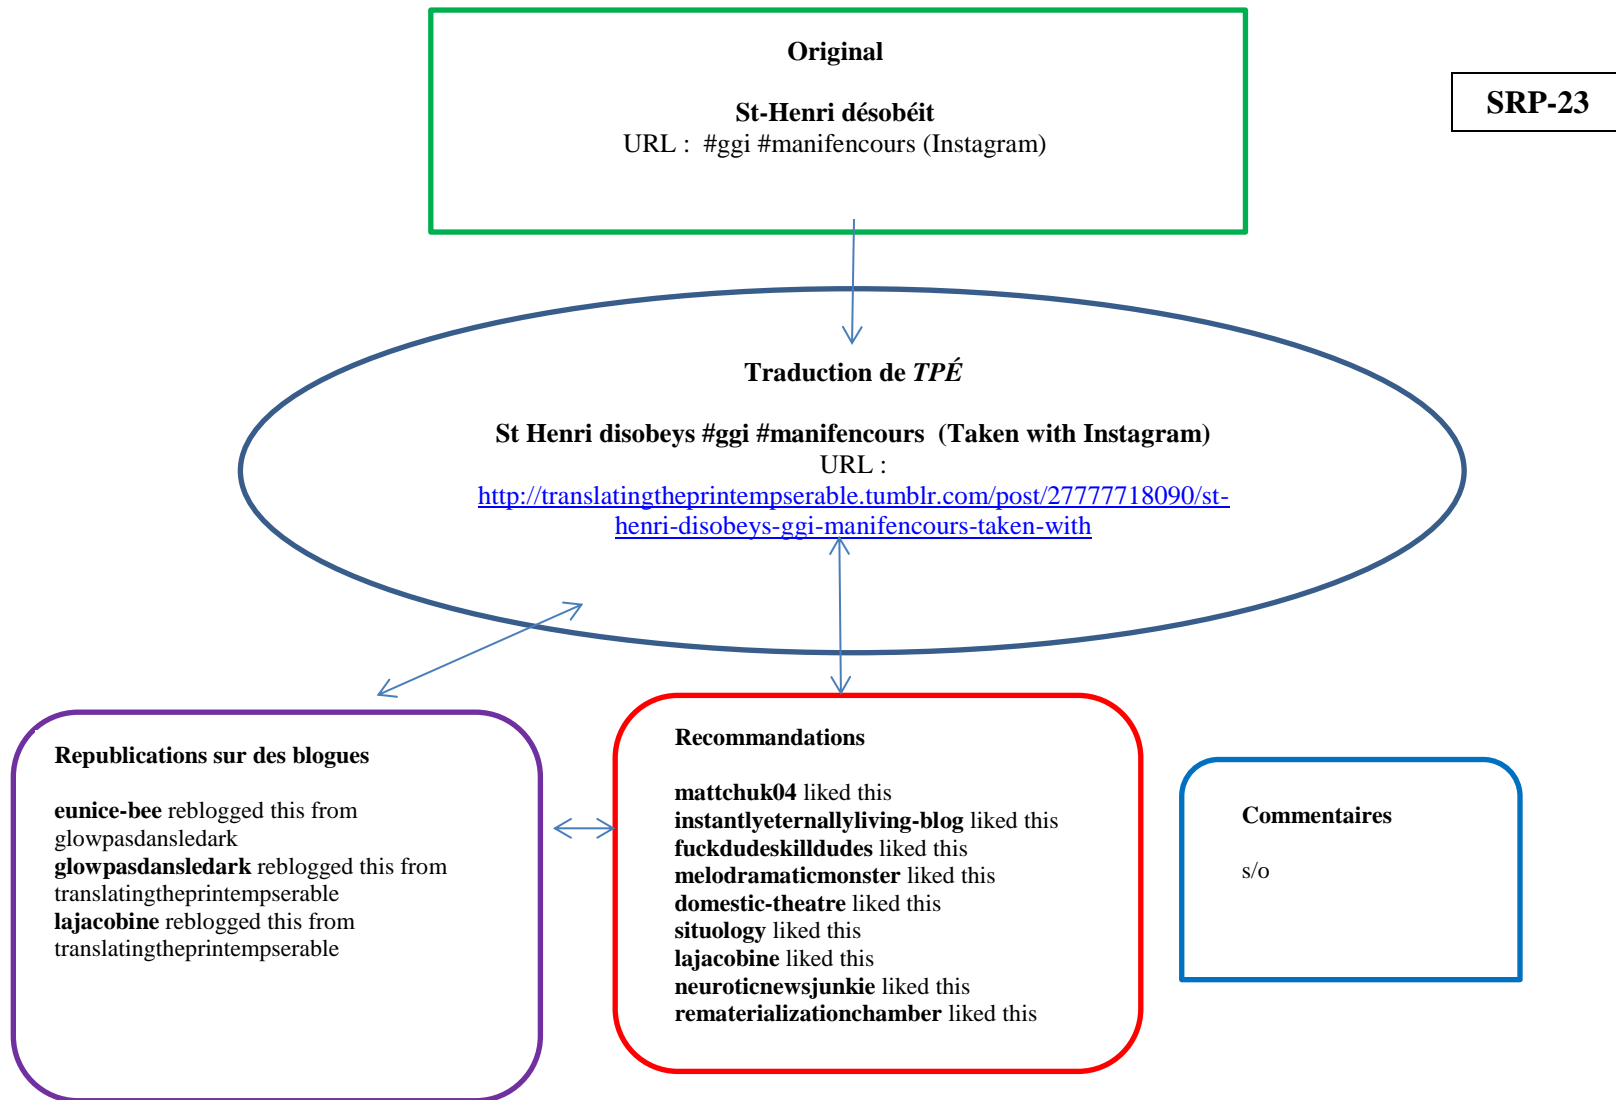 Original
St-Henri désobéit
URL : #ggi #manifencours (Instagram)
SRP-23
Traduction de TPÉ
St Henri disobeys #ggi #manifencours (Taken with Instagram)
URL :
http://translatingtheprintempserable.tumblr.com/post/27777718090/st-
henri-disobeys-ggi-manifencours-taken-with
Republications sur des blogues
eunice-bee reblogged this from
glowpasdansledark
glowpasdansledark reblogged this from
translatingtheprintempserable
lajacobine reblogged this from
translatingtheprintempserable
Recommandations
mattchuk04 liked this
instantlyeternallyliving-blog liked this
fuckdudeskilldudes liked this
melodramaticmonster liked this
domestic-theatre liked this
situology liked this
lajacobine liked this
neuroticnewsjunkie liked this
rematerializationchamber liked this
Commentaires
s/o